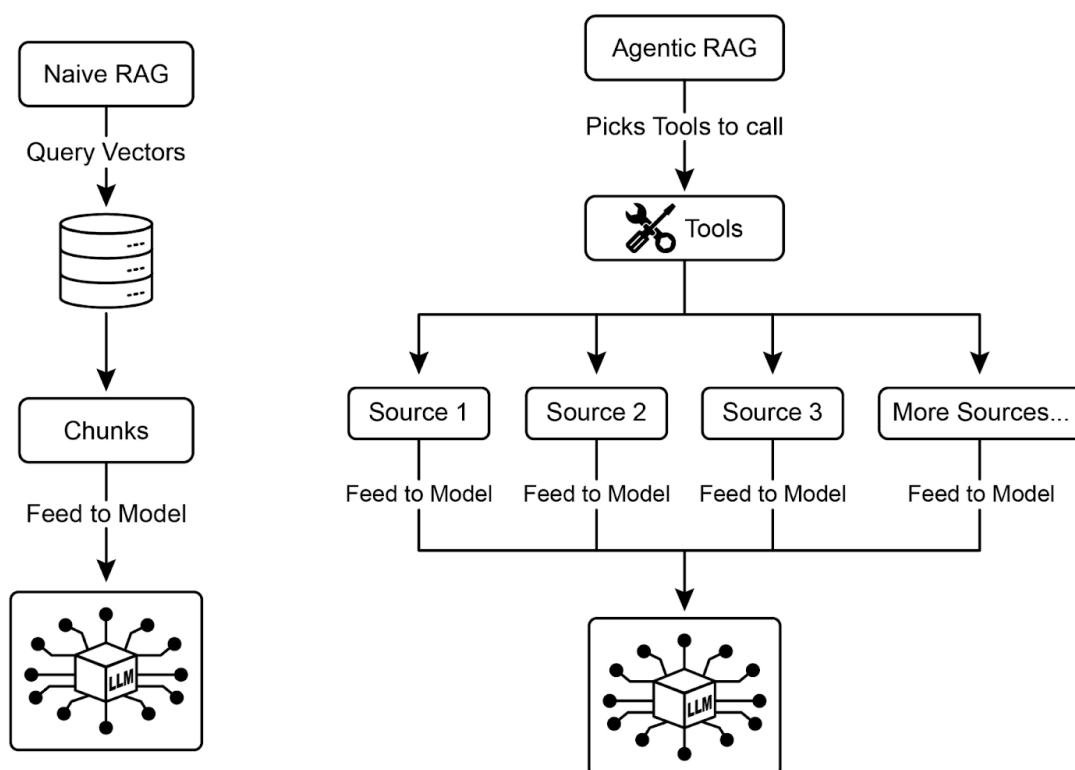 Naive RAG
Query Vectors
Chunks
Feed to Model
LLM
Agentic RAG
Picks Tools to call
Tools
Source 1
Source 2
Source 3
More Sources...
Feed to Model
Feed to Model
Feed to Model
Feed to Model
LLM